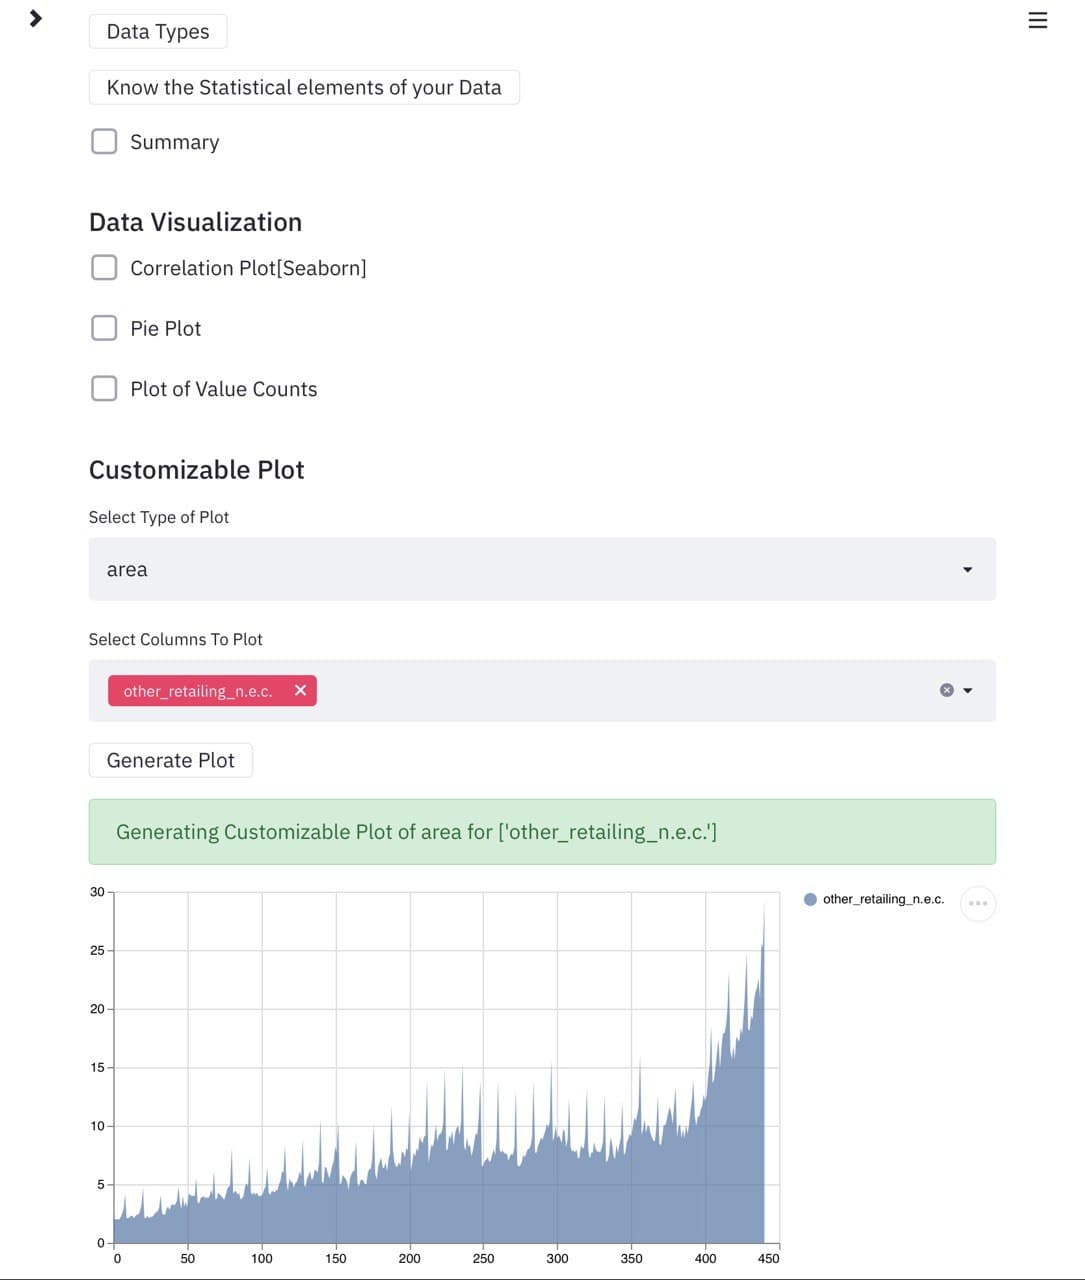 Data Types
Know the Statistical elements of your Data
Summary
Data Visualization
Correlation Plot[Seaborn]
Pie Plot
Plot of Value Counts
Customizable Plot
Select Type of Plot
area
Select Columns To Plot
other_retailing_n.e.c.
Generate Plot
Generating Customizable Plot of area for ['other_retailing_n.e.c.']
other_retailing_n.e.c.
30
25
20
15
10
5
0
0 50 100 150 200 250 300 350 400 450